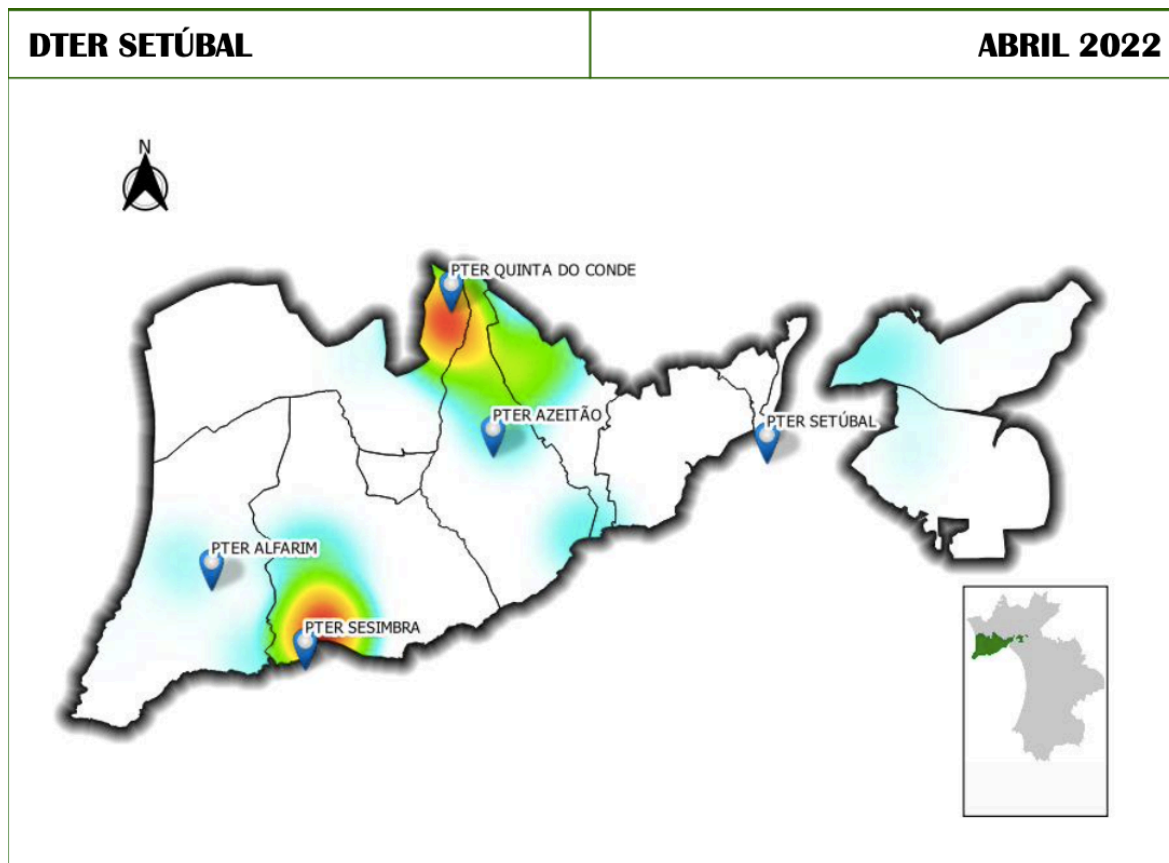 DTER SETÚBAL
ABRIL 2022
N
PTER QUINTA DO CONDE
PTER AZEITÃO
PTER SETÚBAL
PTER ALFARIM
PTER SESIMBRA